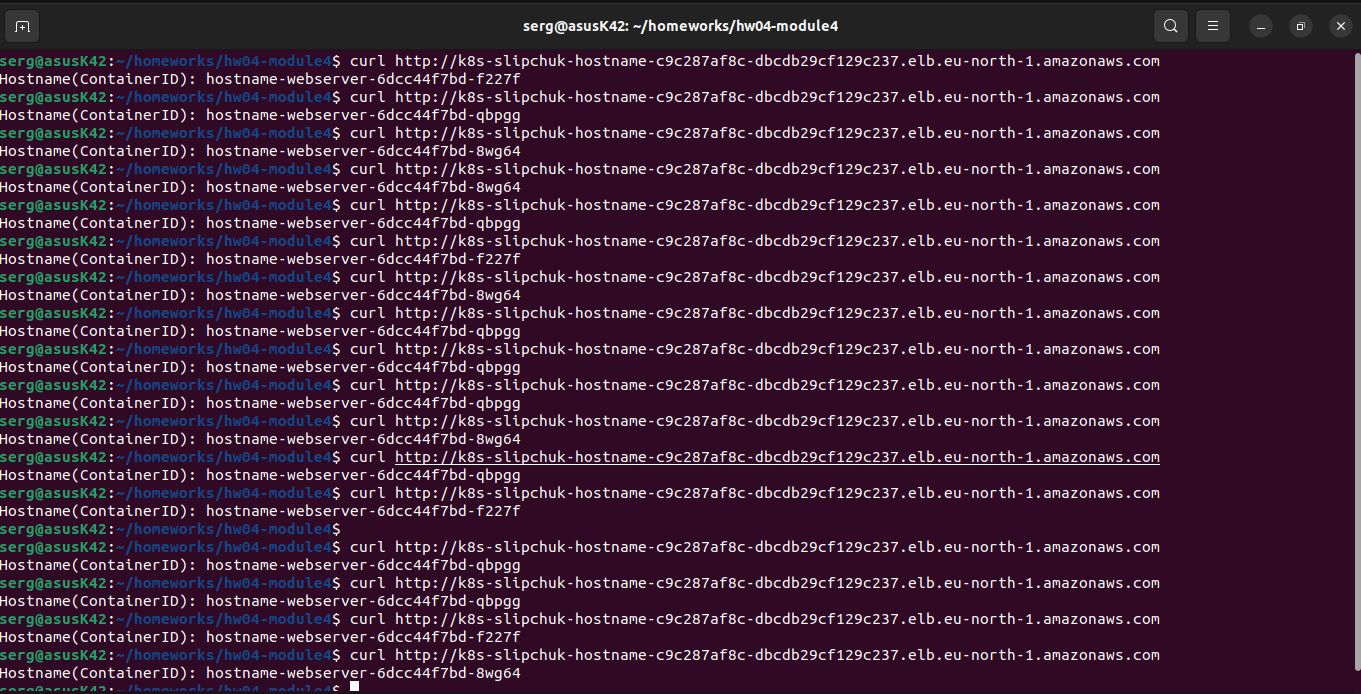 serg@asusK42: ~/homeworks/hw04-module4
serg@asusK42:~/homeworks/hw04-module4$ curl http://k8s-slipchuk-hostname-c9c287af8c-dbcdb29cf129c237.elb.eu-north-1.amazonaws.com
Hostname(ContainerID): hostname-webserver-6dcc44f7bd-f227f
serg@asusK42:~/homeworks/hw04-module4$ curl http://k8s-slipchuk-hostname-c9c287af8c-dbcdb29cf129c237.elb.eu-north-1.amazonaws.com
Hostname(ContainerID): hostname-webserver-6dcc44f7bd-qbpgg
serg@asusK42:~/homeworks/hw04-module4$ curl http://k8s-slipchuk-hostname-c9c287af8c-dbcdb29cf129c237.elb.eu-north-1.amazonaws.com
Hostname(ContainerID): hostname-webserver-6dcc44f7bd-8wg64
serg@asusK42:~/homeworks/hw04-module4$ curl http://k8s-slipchuk-hostname-c9c287af8c-dbcdb29cf129c237.elb.eu-north-1.amazonaws.com
Hostname(ContainerID): hostname-webserver-6dcc44f7bd-8wg64
serg@asusK42:~/homeworks/hw04-module4$ curl http://k8s-slipchuk-hostname-c9c287af8c-dbcdb29cf129c237.elb.eu-north-1.amazonaws.com
Hostname(ContainerID): hostname-webserver-6dcc44f7bd-qbpgg
serg@asusK42:~/homeworks/hw04-module4$ curl http://k8s-slipchuk-hostname-c9c287af8c-dbcdb29cf129c237.elb.eu-north-1.amazonaws.com
Hostname(ContainerID): hostname-webserver-6dcc44f7bd-f227f
serg@asusK42:~/homeworks/hw04-module4$ curl http://k8s-slipchuk-hostname-c9c287af8c-dbcdb29cf129c237.elb.eu-north-1.amazonaws.com
Hostname(ContainerID): hostname-webserver-6dcc44f7bd-8wg64
serg@asusK42:~/homeworks/hw04-module4$ curl http://k8s-slipchuk-hostname-c9c287af8c-dbcdb29cf129c237.elb.eu-north-1.amazonaws.com
Hostname(ContainerID): hostname-webserver-6dcc44f7bd-qbpgg
serg@asusK42:~/homeworks/hw04-module4$ curl http://k8s-slipchuk-hostname-c9c287af8c-dbcdb29cf129c237.elb.eu-north-1.amazonaws.com
Hostname(ContainerID): hostname-webserver-6dcc44f7bd-qbpgg
serg@asusK42:~/homeworks/hw04-module4$ curl http://k8s-slipchuk-hostname-c9c287af8c-dbcdb29cf129c237.elb.eu-north-1.amazonaws.com
Hostname(ContainerID): hostname-webserver-6dcc44f7bd-qbpgg
serg@asusK42:~/homeworks/hw04-module4$ curl http://k8s-slipchuk-hostname-c9c287af8c-dbcdb29cf129c237.elb.eu-north-1.amazonaws.com
Hostname(ContainerID): hostname-webserver-6dcc44f7bd-8wg64
serg@asusK42:~/homeworks/hw04-module4$ curl http://k8s-slipchuk-hostname-c9c287af8c-dbcdb29cf129c237.elb.eu-north-1.amazonaws.com
Hostname(ContainerID): hostname-webserver-6dcc44f7bd-qbpgg
serg@asusK42:~/homeworks/hw04-module4$ curl http://k8s-slipchuk-hostname-c9c287af8c-dbcdb29cf129c237.elb.eu-north-1.amazonaws.com
Hostname(ContainerID): hostname-webserver-6dcc44f7bd-f227f
serg@asusK42:~/homeworks/hw04-module4$
serg@asusK42:~/homeworks/hw04-module4$ curl http://k8s-slipchuk-hostname-c9c287af8c-dbcdb29cf129c237.elb.eu-north-1.amazonaws.com
Hostname(ContainerID): hostname-webserver-6dcc44f7bd-qbpgg
serg@asusK42:~/homeworks/hw04-module4$ curl http://k8s-slipchuk-hostname-c9c287af8c-dbcdb29cf129c237.elb.eu-north-1.amazonaws.com
Hostname(ContainerID): hostname-webserver-6dcc44f7bd-qbpgg
serg@asusK42:~/homeworks/hw04-module4$ curl http://k8s-slipchuk-hostname-c9c287af8c-dbcdb29cf129c237.elb.eu-north-1.amazonaws.com
Hostname(ContainerID): hostname-webserver-6dcc44f7bd-f227f
serg@asusK42:~/homeworks/hw04-module4$ curl http://k8s-slipchuk-hostname-c9c287af8c-dbcdb29cf129c237.elb.eu-north-1.amazonaws.com
Hostname(ContainerID): hostname-webserver-6dcc44f7bd-8wg64
serg@asusK42:~/homeworks/hw04-module4$